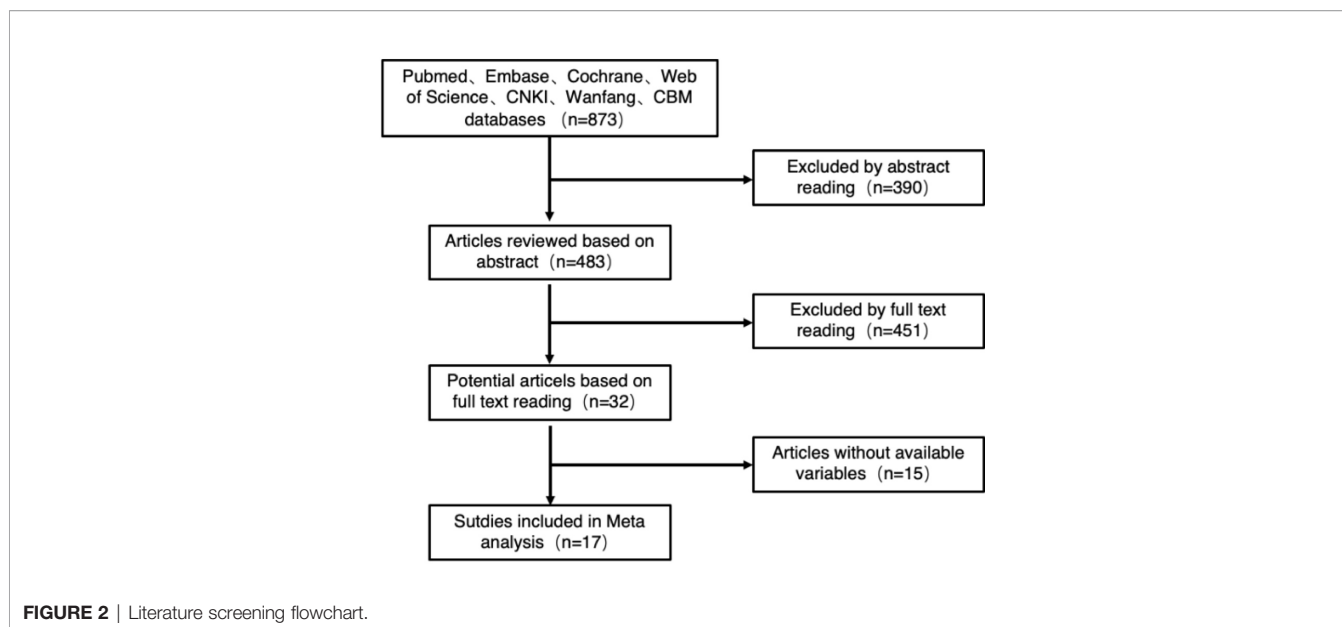 Pubmed、Embase、Cochrane、Web
of Science、CNKI、Wanfang、CBM
databases（n=873）
Excluded by abstract
reading（n=390）
Articles reviewed based on
abstract（n=483）
Excluded by full text
reading（n=451）
Potential articels based on
full text reading（n=32）
Articles without available
variables（n=15）
Sutdies included in Meta
analysis（n=17）
FIGURE 2 | Literature screening flowchart.